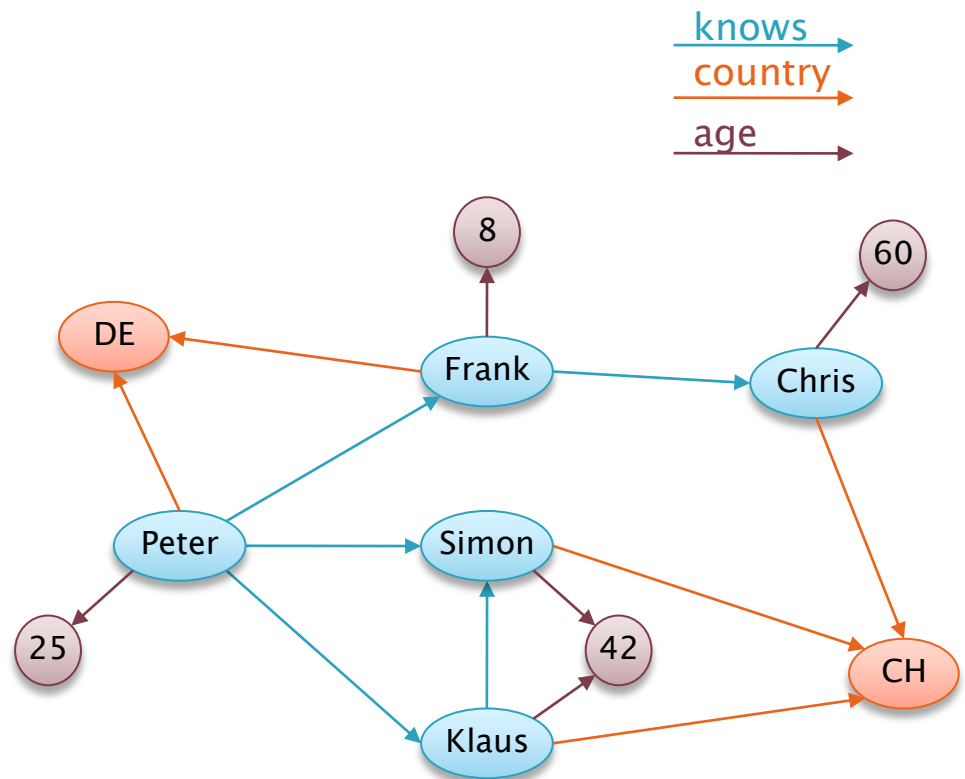 knows
country
age
8
60
DE
Frank
Chris
Peter
Simon
25
42
CH
Klaus